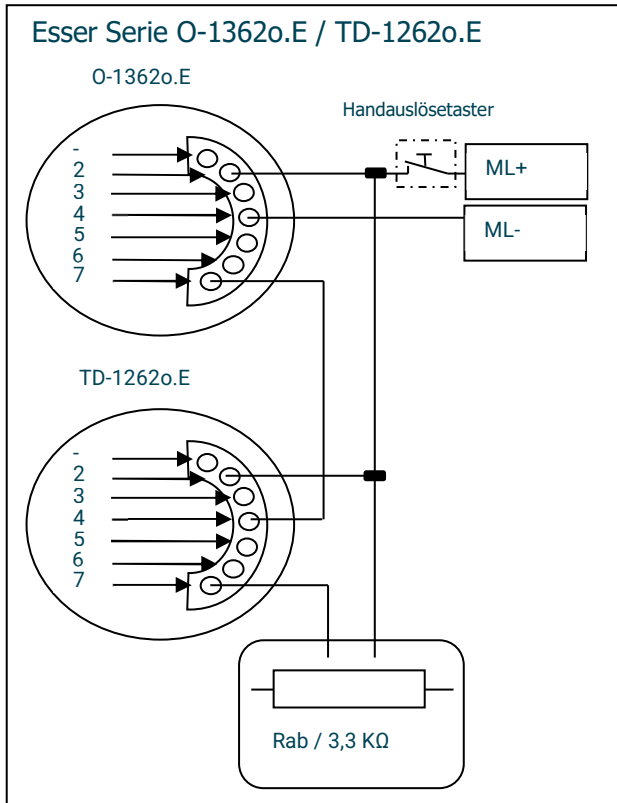 Esser Serie O-1362o.E / TD-1262o.E
O-1362o.E
Handauslösetaster
-
2
3
4
5
6
7
ML+
ML-
TD-1262o.E
-
2
3
4
5
6
7
Rab / 3,3 KΩ